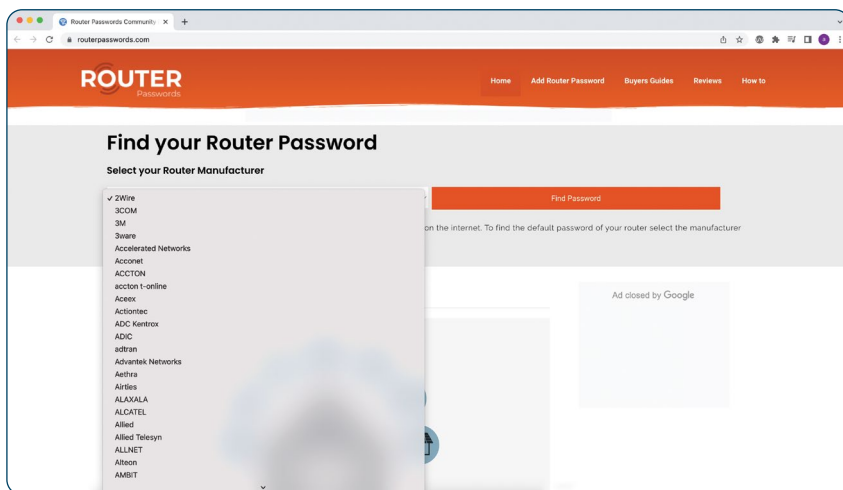 Router Passwords Community
routerpasswords.com
ROUTER
Passwords
Home Add Router Password Buyers Guides Reviews How to
Find your Router Password
Select your Router Manufacturer
✓ 2Wire
Find Password
3COM
3M
3ware
on the internet. To find the default password of your router select the manufacturer
Accelerated Networks
Acconet
ACCTON
accton t-online
Aceex
Ad closed by Google
Actiontec
ADC Kentrox
ADIC
adtran
Advantek Networks
Aethra
Airties
ALAXALA
ALCATEL
Allied
Allied Telesyn
ALLNET
Alteon
AMBIT